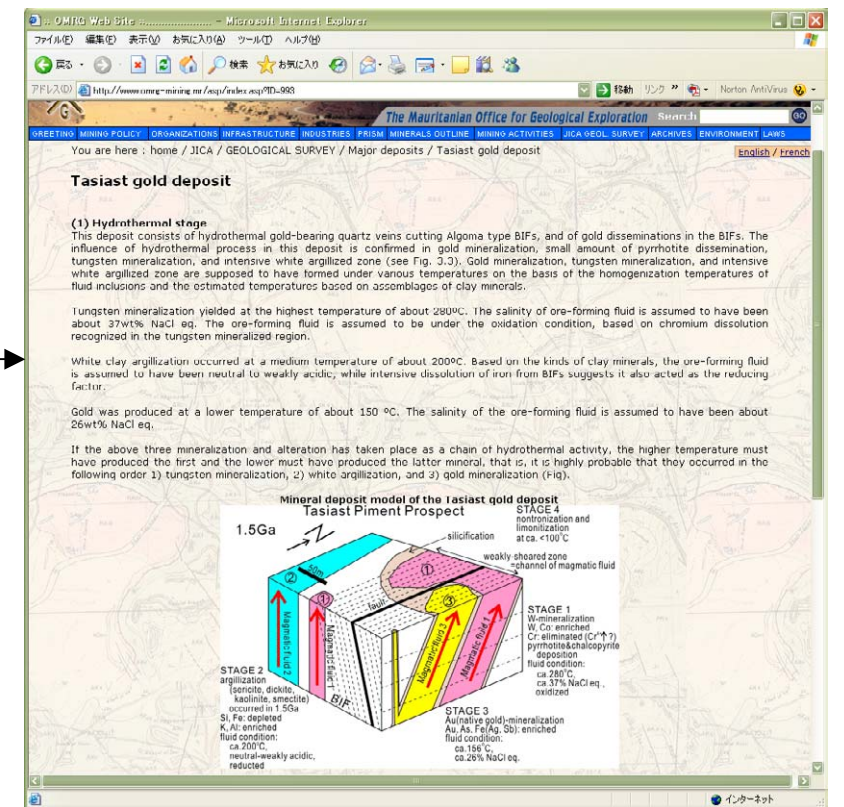 :: OMRG Web Site ::..................... - Microsoft Internet Explorer
ファイル(F) 編集(E) 表示(V) お気に入り(A) ツール(T) ヘルプ(H)
戻る 検索 お気に入り
アドレス(D) http://www.omrg-mining.mr/asp/index.asp?ID=993 移動 リンク » Norton AntiVirus
The Mauritanian Office for Geological Exploration Search GO
GREETING MINING POLICY ORGANIZATIONS INFRASTRUCTURE INDUSTRIES PRISM MINERALS OUTLINE MINING ACTIVITIES JICA GEOL. SURVEY ARCHIVES ENVIRONMENT LAWS
You are here : home / JICA / GEOLOGICAL SURVEY / Major deposits / Tasiast gold deposit
English / French
Tasiast gold deposit
(1) Hydrothermal stage
This deposit consists of hydrothermal gold-bearing quartz veins cutting Algoma type BIFs, and of gold disseminations in the BIFs. The
influence of hydrothermal process in this deposit is confirmed in gold mineralization, small amount of pyrrhotite dissemination,
tungsten mineralization, and intensive white argillized zone (see Fig. 3.3). Gold mineralization, tungsten mineralization, and intensive
white argillized zone are supposed to have formed under various temperatures on the basis of the homogenization temperatures of
fluid inclusions and the estimated temperatures based on assemblages of clay minerals.
Tungsten mineralization yielded at the highest temperature of about 280ºC. The salinity of ore-forming fluid is assumed to have been
about 37wt% NaCl eq. The ore-forming fluid is assumed to be under the oxidation condition, based on chromium dissolution
recognized in the tungsten mineralized region.
White clay argillization occurred at a medium temperature of about 200ºC. Based on the kinds of clay minerals, the ore-forming fluid
is assumed to have been neutral to weakly acidic, while intensive dissolution of iron from BIFs suggests it also acted as the reducing
factor.
Gold was produced at a lower temperature of about 150 ºC. The salinity of the ore-forming fluid is assumed to have been about
26wt% NaCl eq.
If the above three mineralization and alteration has taken place as a chain of hydrothermal activity, the higher temperature must
have produced the first and the lower must have produced the latter mineral, that is, it is highly probable that they occurred in the
following order 1) tungsten mineralization, 2) white argillization, and 3) gold mineralization (Fig).
Mineral deposit model of the Tasiast gold deposit
Tasiast Piment Prospect
1.5Ga
N
STAGE 4
nontronization and
limonitization
at ca. <100°C
silicification
weakly-sheared zone
=channel of magmatic fluid
50m
②
①
①
③
fault
Magmatic fluid 2
Magmatic fluid 1
Magmatic fluid 3
Magmatic fluid 1
BIF
STAGE 1
W-mineralization
W, Co: enriched
Cr: eliminated (Cr⁶⁺↑?)
pyrrhotite&chalcopyrite
deposition
fluid condition:
ca.280°C,
ca.37% NaCl eq.,
oxidized
STAGE 2
argillization
(sericite, dickite,
kaolinite, smectite)
occurred in 1.5Ga
Si, Fe: depleted
K, Al: enriched
fluid condition:
ca.200°C,
neutral-weakly acidic,
reducted
STAGE 3
Au(native gold)-mineralization
Au, As, Fe(Ag, Sb): enriched
fluid condition:
ca.156°C,
ca.26% NaCl eq.
インターネット